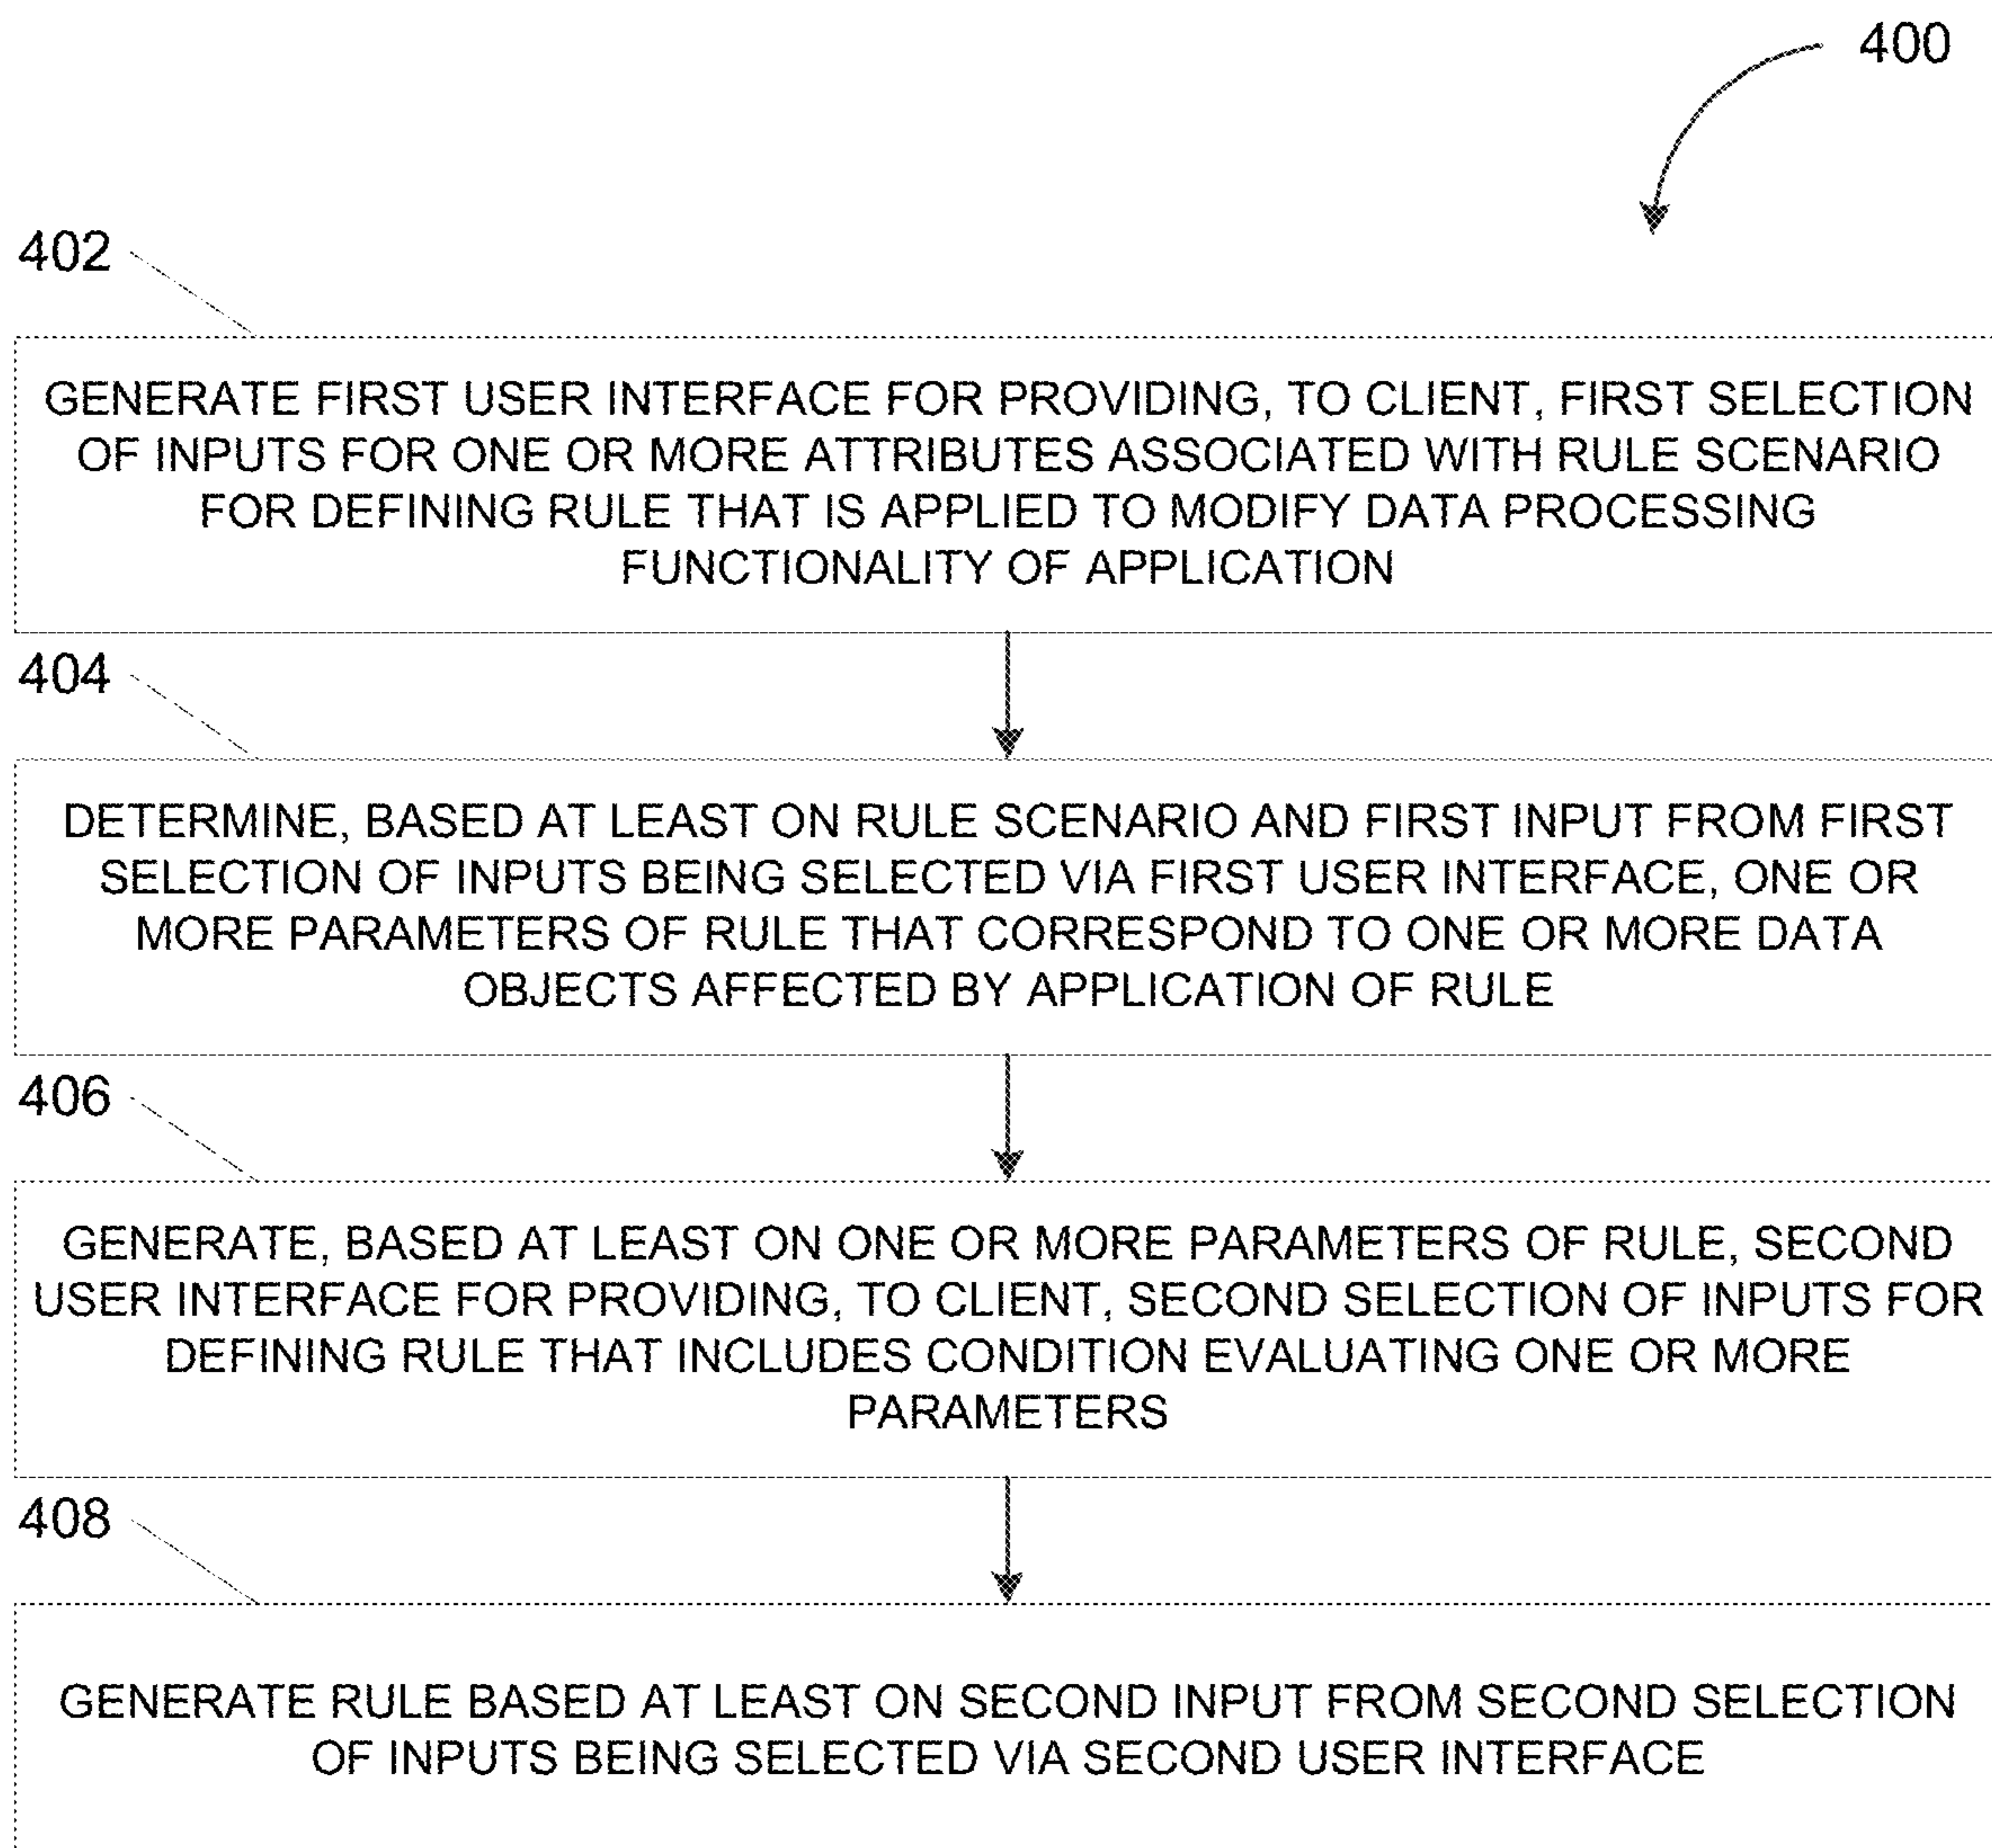 400
402
GENERATE FIRST USER INTERFACE FOR PROVIDING, TO CLIENT, FIRST SELECTION
OF INPUTS FOR ONE OR MORE ATTRIBUTES ASSOCIATED WITH RULE SCENARIO
FOR DEFINING RULE THAT IS APPLIED TO MODIFY DATA PROCESSING
FUNCTIONALITY OF APPLICATION
404
DETERMINE, BASED AT LEAST ON RULE SCENARIO AND FIRST INPUT FROM FIRST
SELECTION OF INPUTS BEING SELECTED VIA FIRST USER INTERFACE, ONE OR
MORE PARAMETERS OF RULE THAT CORRESPOND TO ONE OR MORE DATA
OBJECTS AFFECTED BY APPLICATION OF RULE
406
GENERATE, BASED AT LEAST ON ONE OR MORE PARAMETERS OF RULE, SECOND
USER INTERFACE FOR PROVIDING, TO CLIENT, SECOND SELECTION OF INPUTS FOR
DEFINING RULE THAT INCLUDES CONDITION EVALUATING ONE OR MORE
PARAMETERS
408
GENERATE RULE BASED AT LEAST ON SECOND INPUT FROM SECOND SELECTION
OF INPUTS BEING SELECTED VIA SECOND USER INTERFACE